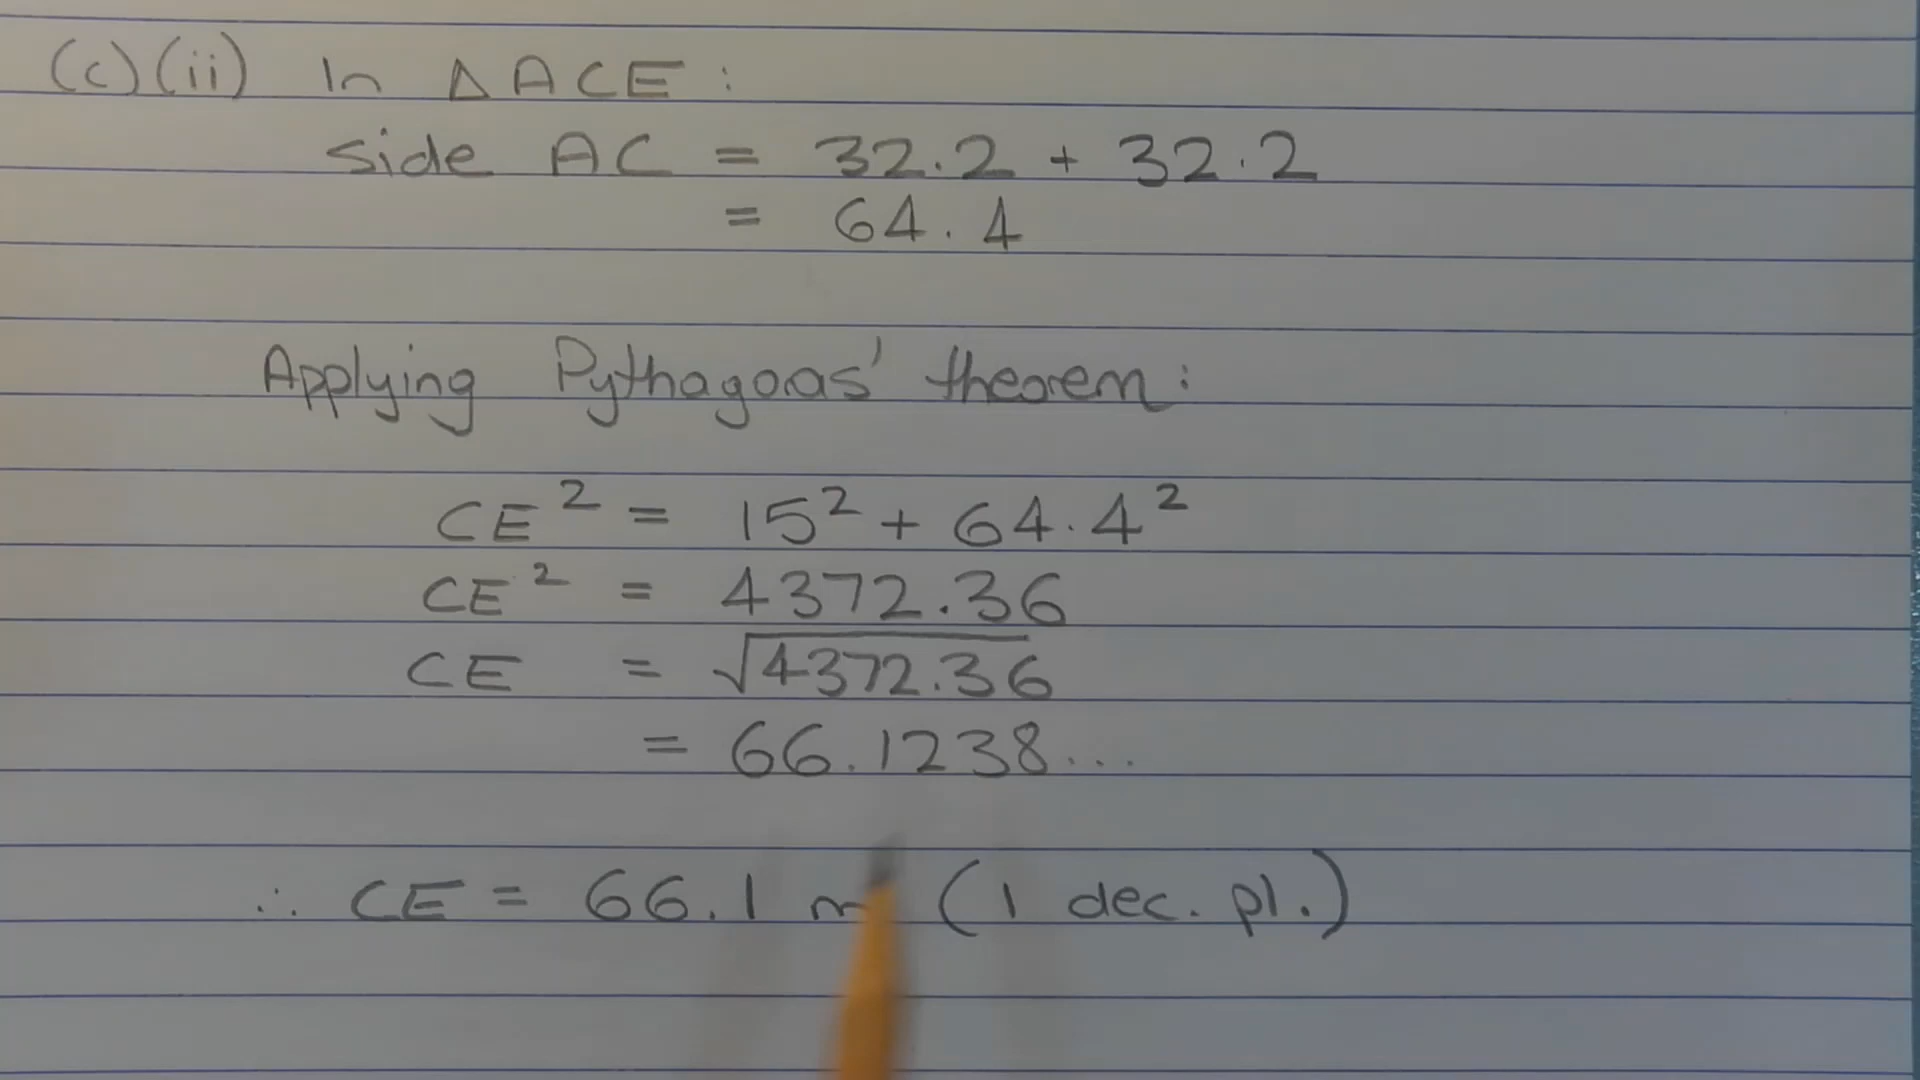 (c)(ii) In △ACE:
side AC = 32.2 + 32.2
= 64.4
Applying Pythagoras' theorem:
CE² = 15² + 64.4²
CE² = 4372.36
CE = √4372.36
= 66.1238...
∴ CE = 66.1 m (1 dec. pl.)